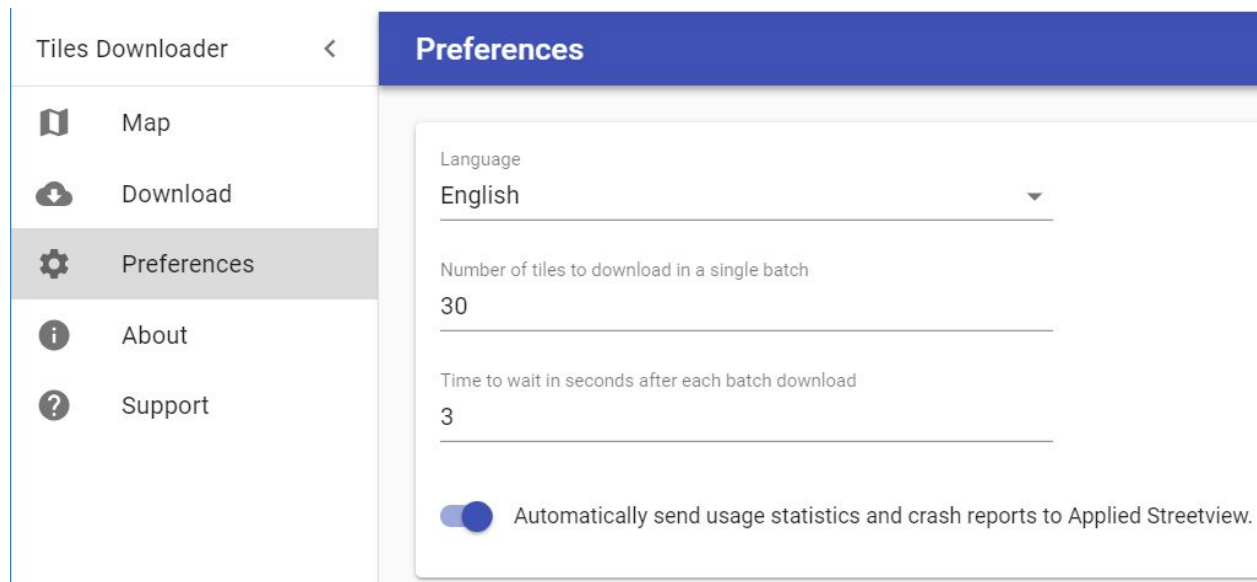 Tiles Downloader
Map
Download
Preferences
About
Support
Preferences
Language
English
Number of tiles to download in a single batch
30
Time to wait in seconds after each batch download
3
Automatically send usage statistics and crash reports to Applied Streetview.